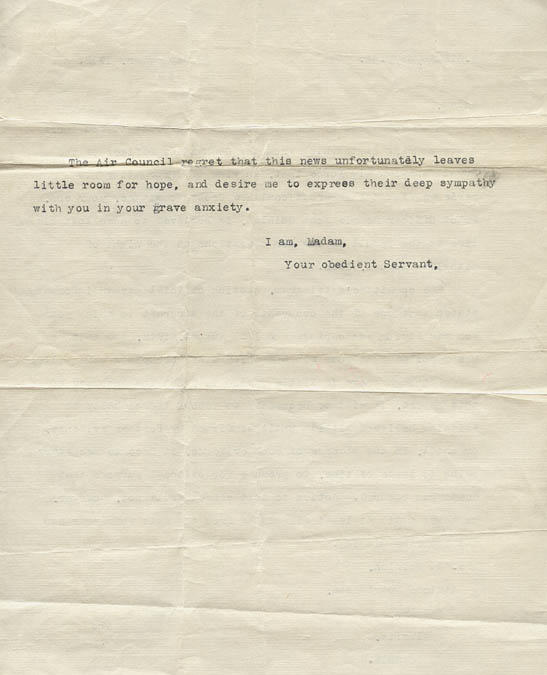 The Air Council regret that this news unfortunately leaves
little room for hope, and desire me to express their deep sympathy
with you in your grave anxiety.
I am, Madam,
Your obedient Servant,